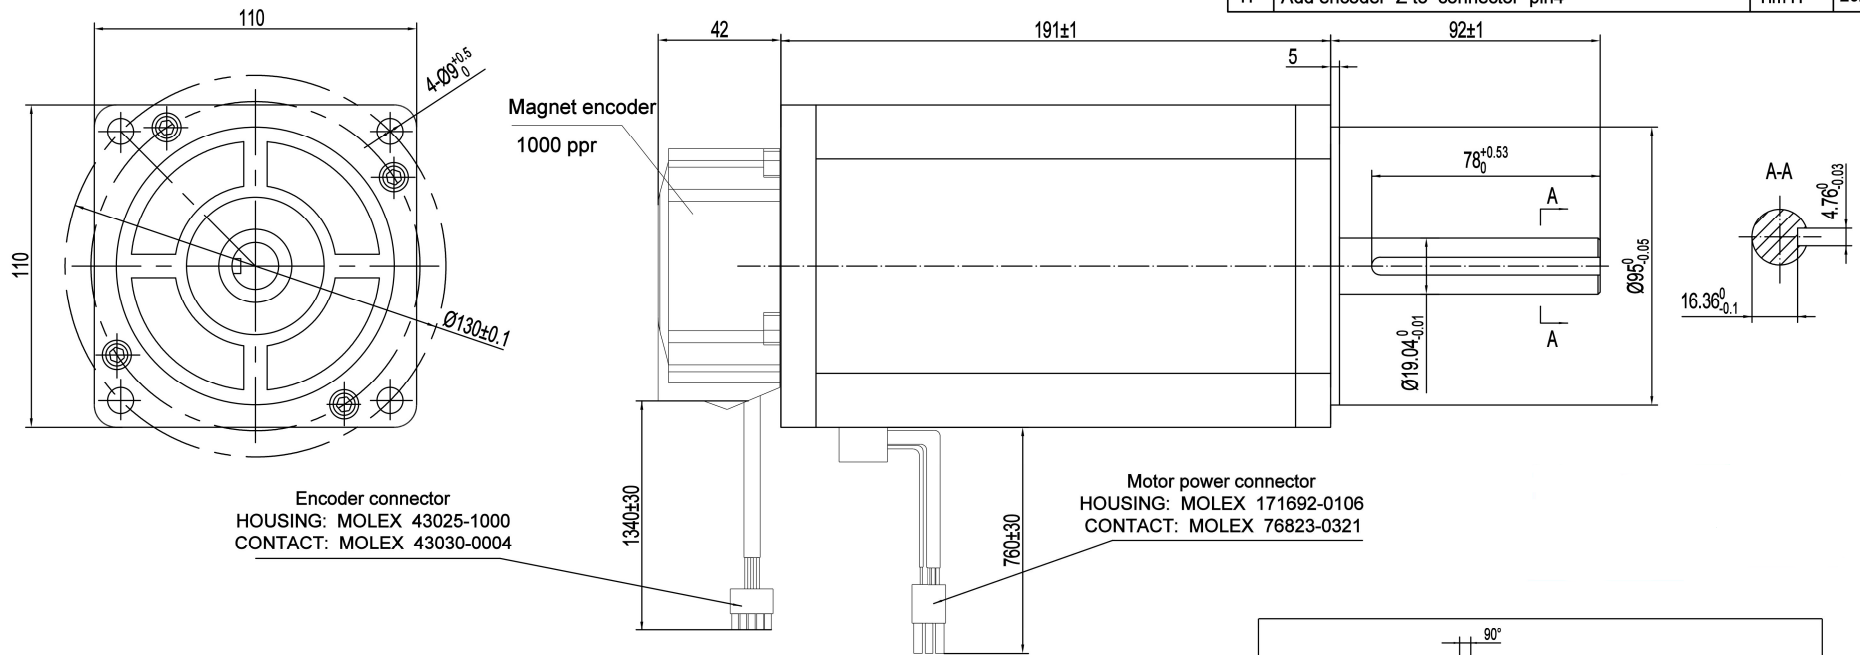 Add encoder Z to connector pin4
110
42
191±1
92±1
5
4-Ø9+0.5 0
Magnet encoder
1000 ppr
78+0.53 0
A
A-A
4.76 0 -0.03
110
Ø95 0 -0.05
16.36 0 -0.1
Ø130±0.1
Ø19.04 0 -0.01
A
Encoder connector
HOUSING: MOLEX 43025-1000
CONTACT: MOLEX 43030-0004
1340±30
760±30
Motor power connector
HOUSING: MOLEX 171692-0106
CONTACT: MOLEX 76823-0321
90°